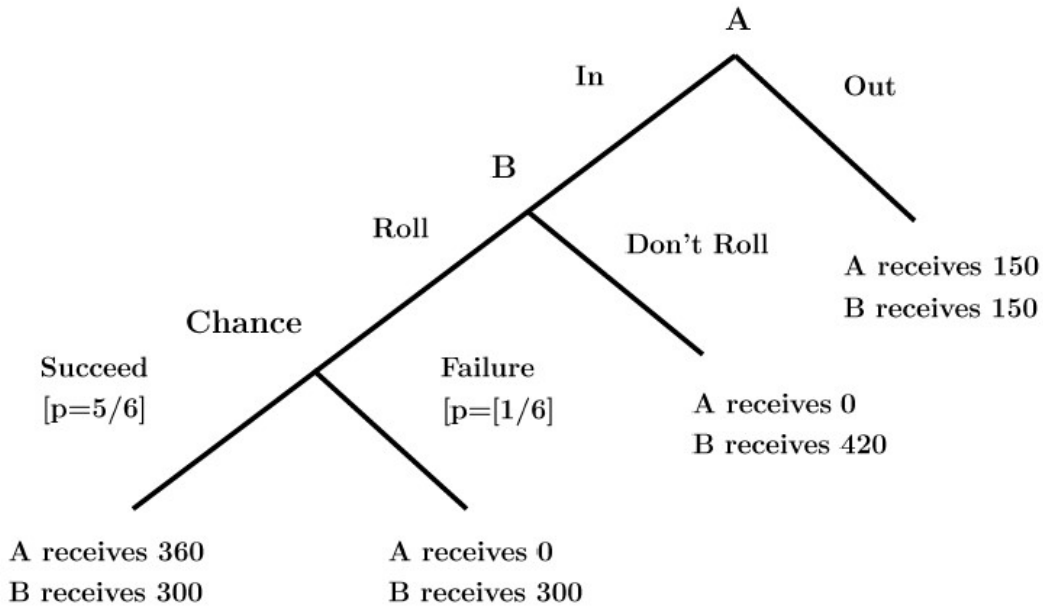 A
In
Out
B
Roll
Don't Roll
A receives 150
B receives 150
Chance
Succeed
[p=5/6]
Failure
[p=[1/6]
A receives 0
B receives 420
A receives 360
B receives 300
A receives 0
B receives 300